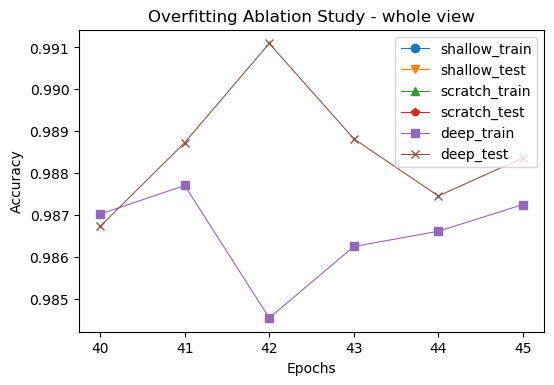 Overfitting Ablation Study - whole view
Accuracy
0.991
0.990
0.989
0.988
0.987
0.986
0.985
shallow_train
shallow_test
scratch_train
scratch_test
deep_train
deep_test
40 41 42 43 44 45
Epochs